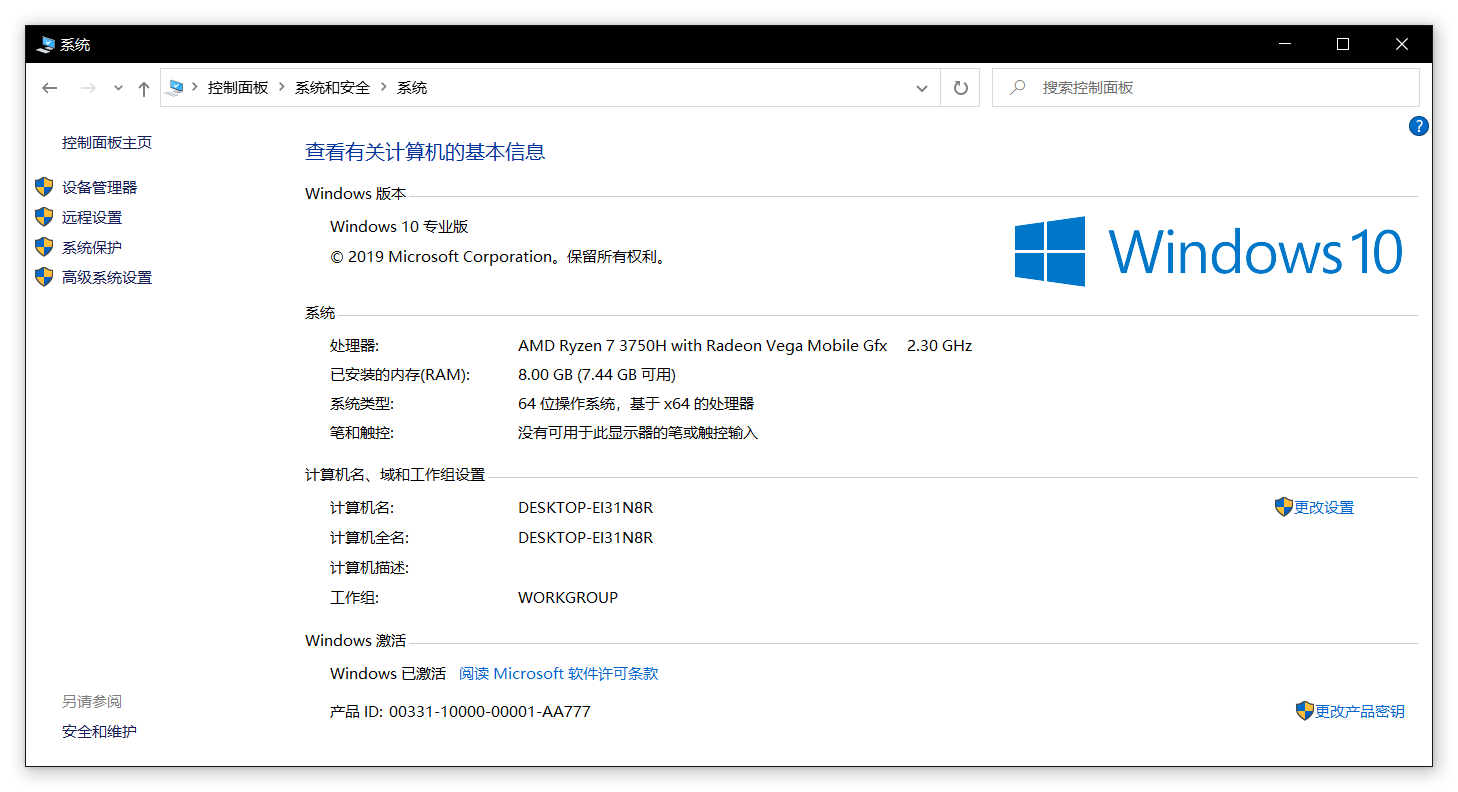 系统
控制面板 系统和安全 系统
搜索控制面板
?
控制面板主页
设备管理器
远程设置
系统保护
高级系统设置
查看有关计算机的基本信息
Windows 版本
Windows 10 专业版
© 2019 Microsoft Corporation。保留所有权利。
Windows 10
系统
处理器: AMD Ryzen 7 3750H with Radeon Vega Mobile Gfx 2.30 GHz
已安装的内存(RAM): 8.00 GB (7.44 GB 可用)
系统类型: 64 位操作系统, 基于 x64 的处理器
笔和触控: 没有可用于此显示器的笔或触控输入
计算机名、域和工作组设置
计算机名: DESKTOP-EI31N8R 更改设置
计算机全名: DESKTOP-EI31N8R
计算机描述:
工作组: WORKGROUP
Windows 激活
Windows 已激活 阅读 Microsoft 软件许可条款
产品 ID: 00331-10000-00001-AA777 更改产品密钥
另请参阅
安全和维护